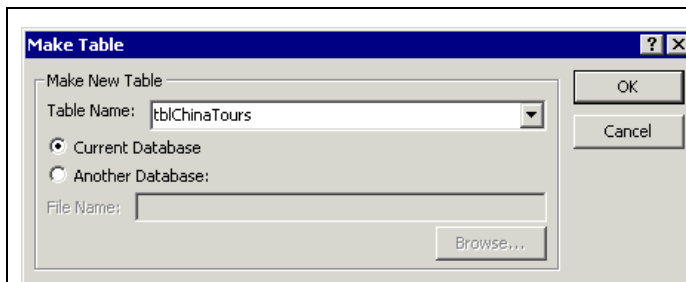 Make Table
Make New Table
OK
Table Name: tblChinaTours
Cancel
Current Database
Another Database:
File Name:
Browse...